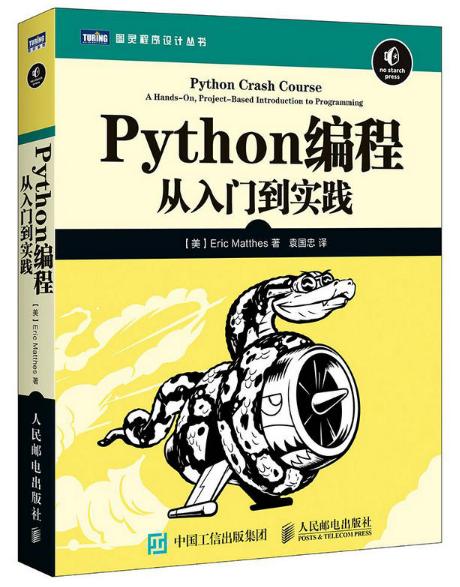 TURING 图灵程序设计丛书
no starch
press
Python Crash Course
A Hands-On, Project-Based Introduction to Programming
Python编程
从入门到实践
【美】Eric Matthes 著 袁国忠 译
中国工信出版集团
人民邮电出版社
POSTS & TELECOM PRESS
TURING
Python编程
从入门到实践
【美】Eric Matthes 著
人民邮电出版社